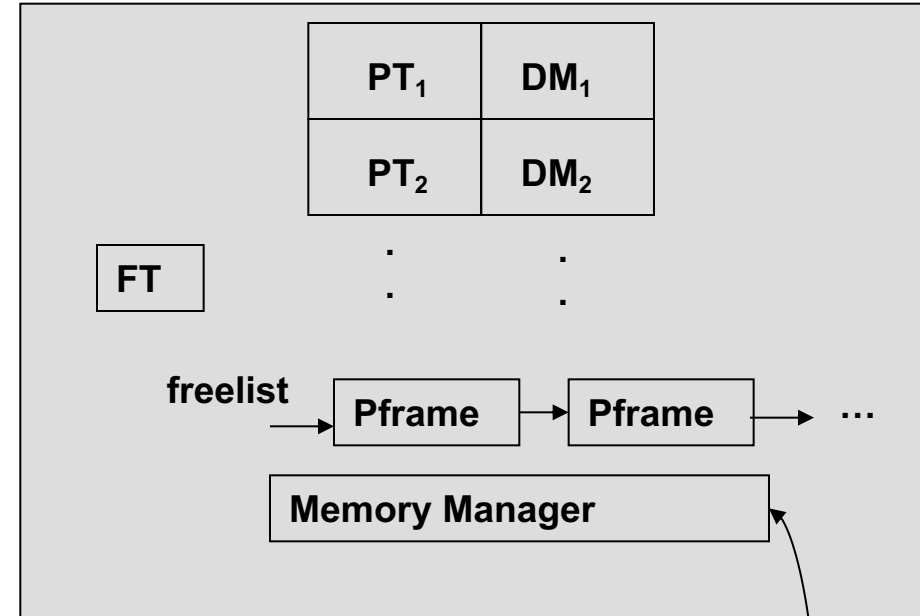 PT₁ DM₁
PT₂ DM₂
. .
. .
FT
freelist Pframe Pframe ...
Memory Manager